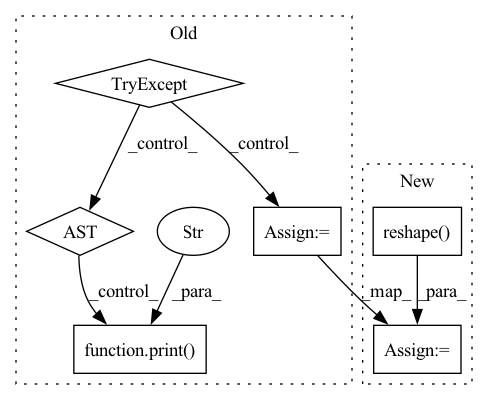 Old
TryExcept
_control_
_control_
New
AST
Str
Assign:=
reshape()
_control_
_para_
_map_
_para_
function.print()
Assign:=